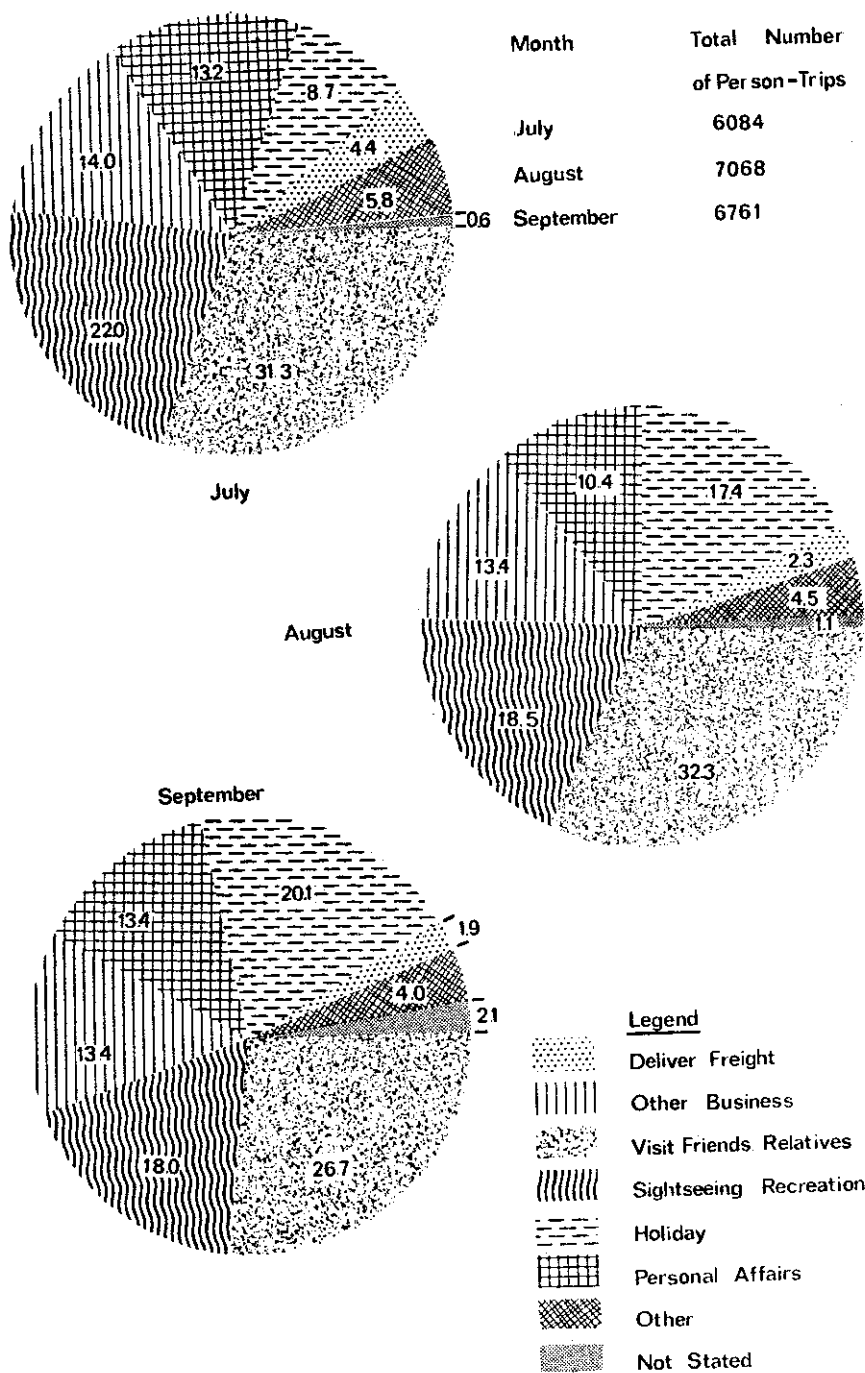 Month Total Number
of Person-Trips
July 6084
August 7068
September 6761
13.2
8.7
4.4
14.0
5.8
0.6
22.0
31.3
July
10.4
17.4
2.3
13.4
4.5
1.1
August
18.5
32.3
September
20.1
13.4
1.9
4.0
2.1
13.4
18.0
26.7
Legend
Deliver Freight
Other Business
Visit Friends Relatives
Sightseeing Recreation
Holiday
Personal Affairs
Other
Not Stated